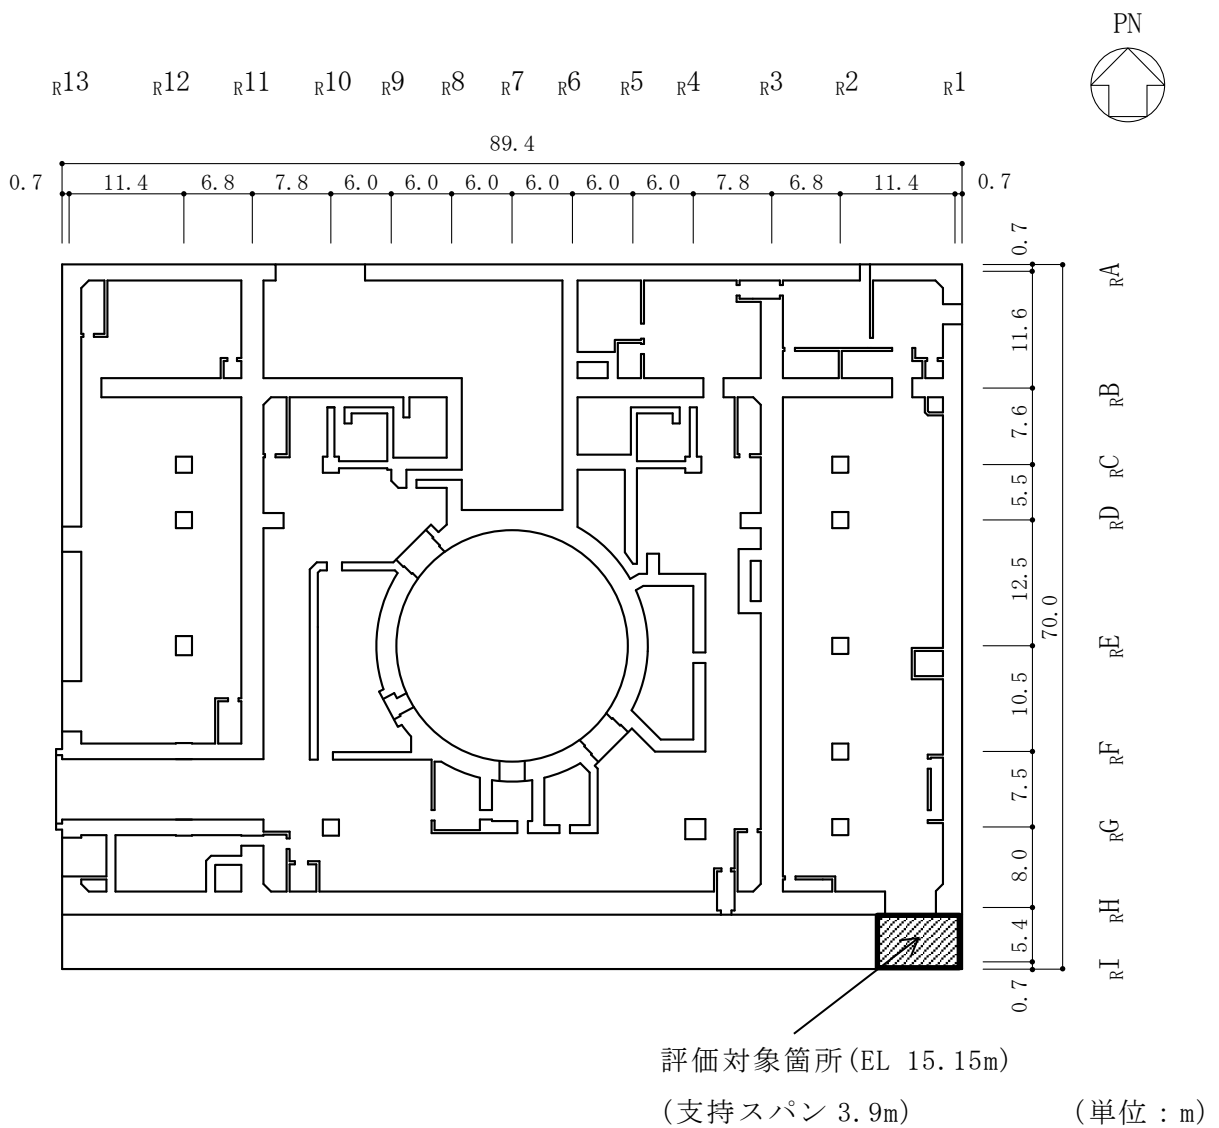 PN
R13 R12 R11 R10 R9 R8 R7 R6 R5 R4 R3 R2 R1
89.4
0.7 11.4 6.8 7.8 6.0 6.0 6.0 6.0 6.0 6.0 7.8 6.8 11.4 0.7
0.7
RA
11.6
RB
7.6
RC
5.5
RD
12.5
70.0
RE
10.5
RF
7.5
RG
8.0
RH
5.4
RI
0.7
評価対象箇所(EL 15.15m)
(支持スパン 3.9m) (単位:m)